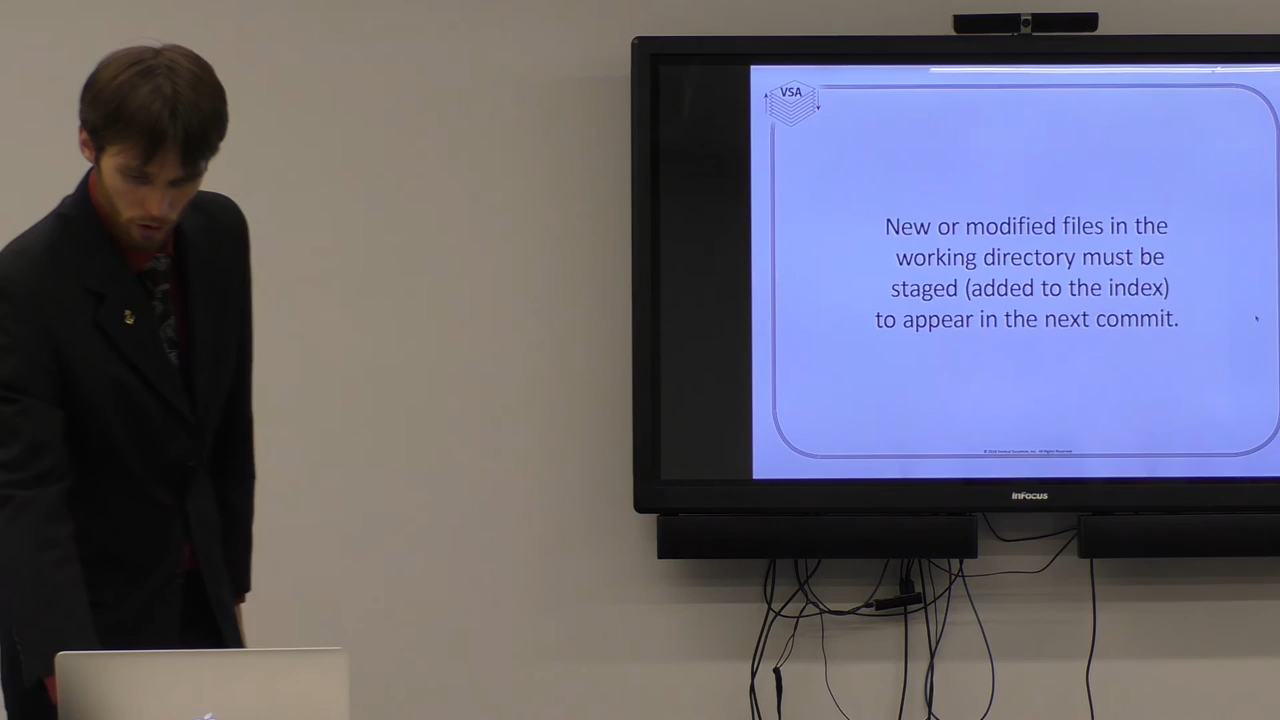 VSA
New or modified files in the
working directory must be
staged (added to the index)
to appear in the next commit.
InFocus